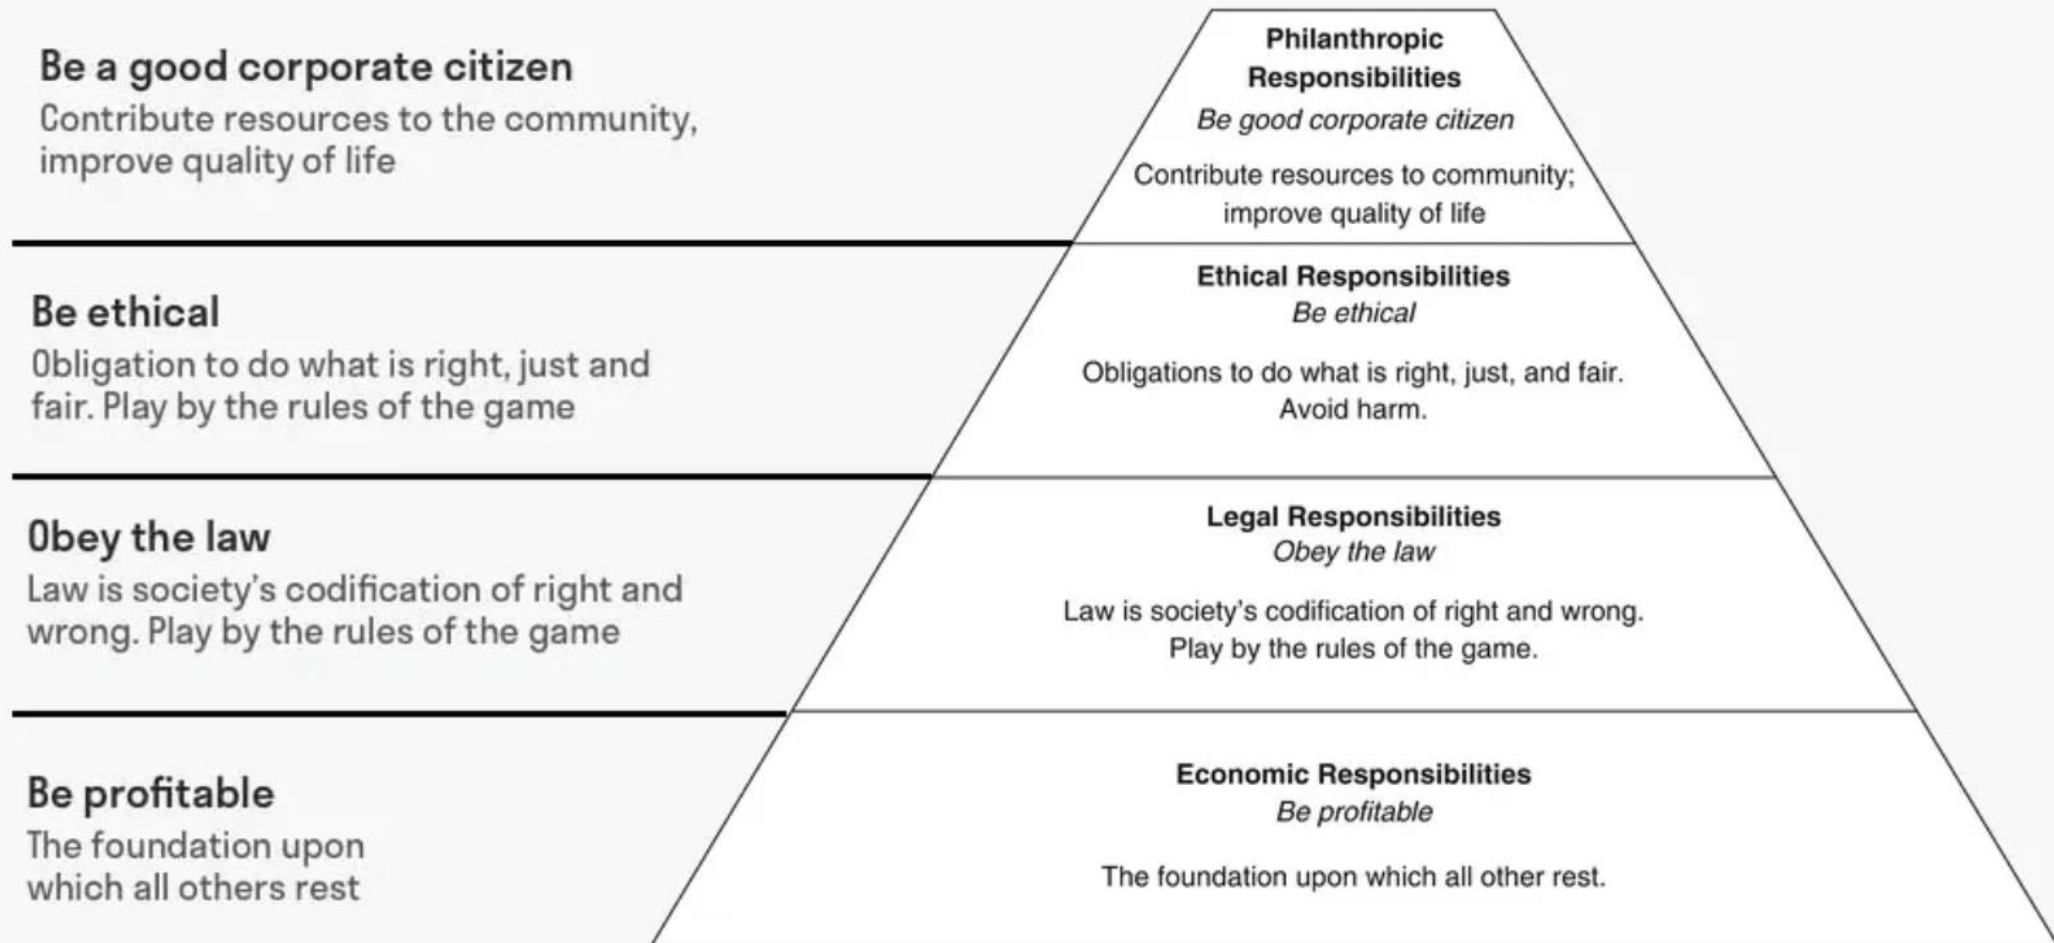 Be a good corporate citizen
Contribute resources to the community,
improve quality of life
Be ethical
Obligation to do what is right, just and
fair. Play by the rules of the game
Obey the law
Law is society's codification of right and
wrong. Play by the rules of the game
Be profitable
The foundation upon
which all others rest
Philanthropic
Responsibilities
Be good corporate citizen
Contribute resources to community;
improve quality of life
Ethical Responsibilities
Be ethical
Obligations to do what is right, just, and fair.
Avoid harm.
Legal Responsibilities
Obey the law
Law is society's codification of right and wrong.
Play by the rules of the game.
Economic Responsibilities
Be profitable
The foundation upon which all other rest.